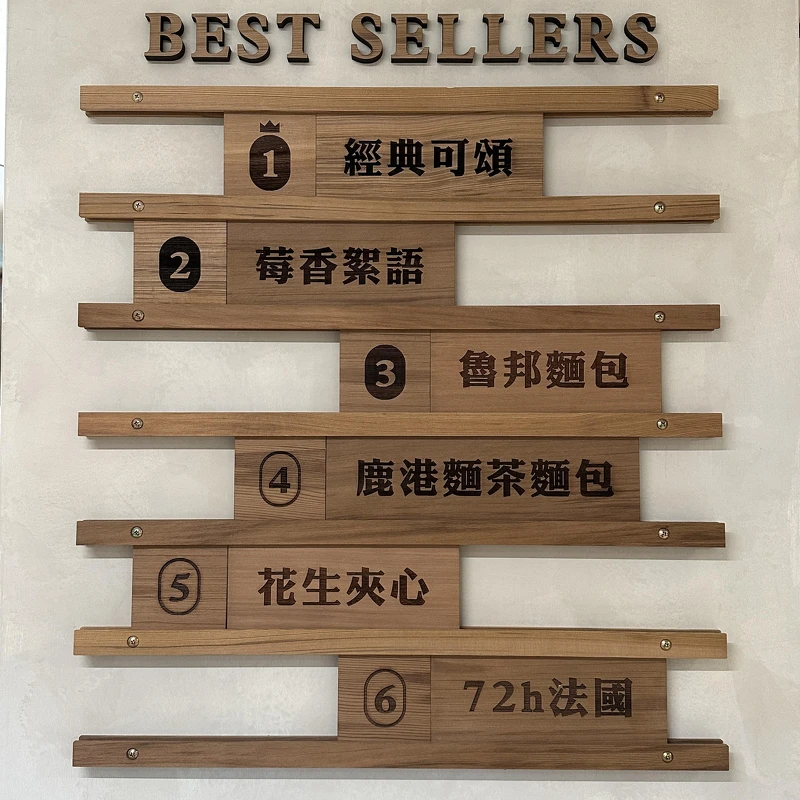 BEST SELLERS
1 經典可頌
2 莓香絮語
3 魯邦麵包
4 鹿港麵茶麵包
5 花生夾心
6 72h法國